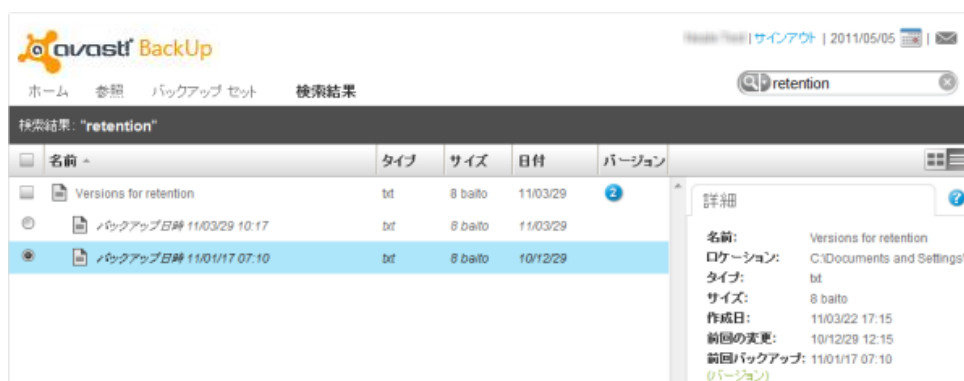 avast! BackUp
| サインアウト | 2011/05/05 |
ホーム 参照 バックアップ セット 検索結果
retention
検索結果: "retention"
名前 タイプ サイズ 日付 バージョン
Versions for retention txt 8 baito 11/03/29 2
バックアップ日時 11/03/29 10:17 txt 8 baito 11/03/29
バックアップ日時 11/01/17 07:10 txt 8 baito 10/12/29
詳細 ?
名前: Versions for retention
ロケーション: C:\Documents and Settings\
タイプ: txt
サイズ: 8 baito
作成日: 11/03/22 17:15
前回の変更: 10/12/29 12:15
前回バックアップ: 11/01/17 07:10
(バージョン)